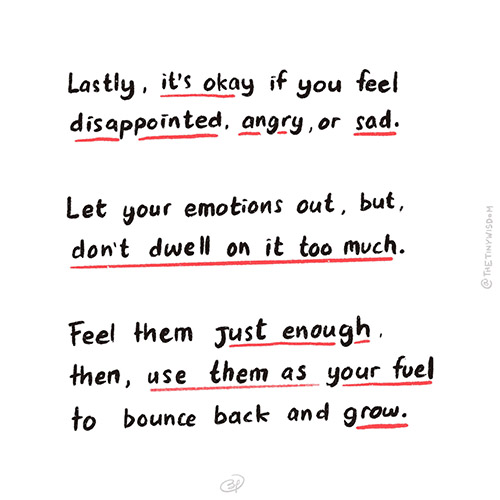 Lastly, it's okay if you feel
disappointed, angry, or sad.
Let your emotions out, but,
don't dwell on it too much.
Feel them just enough,
then, use them as your fuel
to bounce back and grow.
@THETINYWISDOM